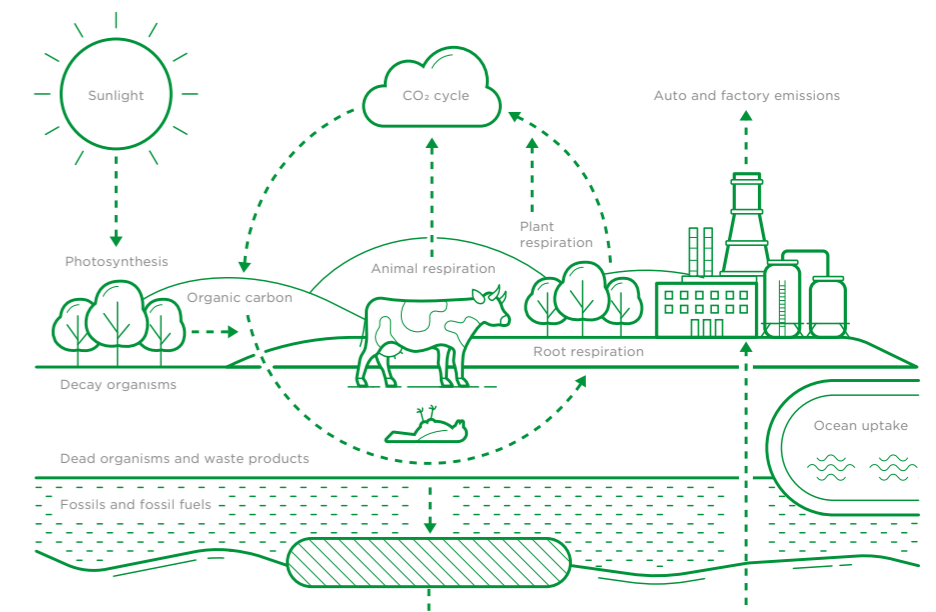 Sunlight
CO₂ cycle
Auto and factory emissions
Plant
respiration
Photosynthesis
Animal respiration
Organic carbon
Root respiration
Decay organisms
Ocean uptake
Dead organisms and waste products
Fossils and fossil fuels